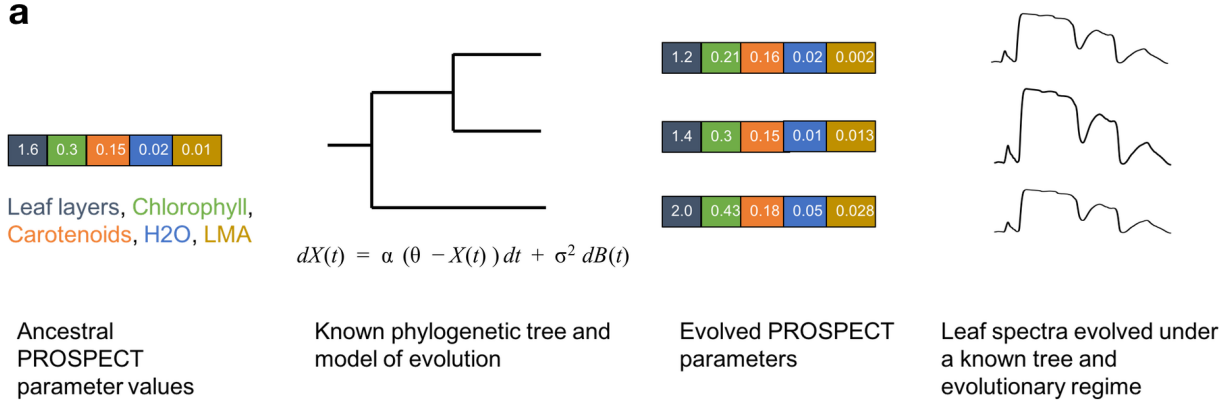 a
1.6 0.3 0.15 0.02 0.01
Leaf layers, Chlorophyll,
Carotenoids, H2O, LMA
dX(t) = α (θ − X(t)) dt + σ² dB(t)
1.2 0.21 0.16 0.02 0.002
1.4 0.3 0.15 0.01 0.013
2.0 0.43 0.18 0.05 0.028
Ancestral
PROSPECT
parameter values
Known phylogenetic tree and
model of evolution
Evolved PROSPECT
parameters
Leaf spectra evolved under
a known tree and
evolutionary regime